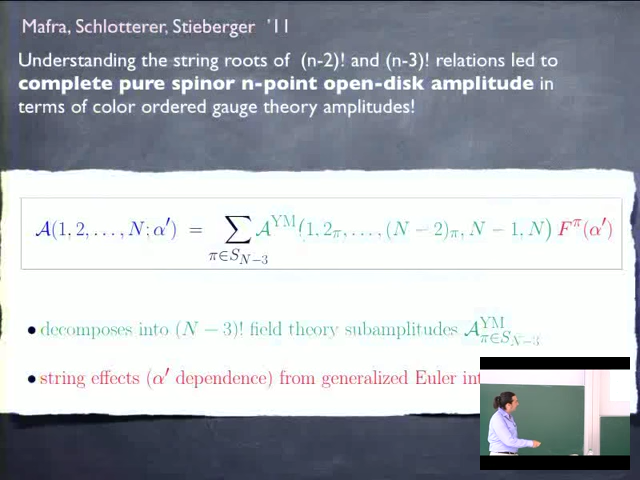 Mafra, Schlotterer, Stieberger '11
Understanding the string roots of (n-2)! and (n-3)! relations led to
complete pure spinor n-point open-disk amplitude in
terms of color ordered gauge theory amplitudes!
𝒜(1, 2, . . . , N; α′) = ∑_{π∈S_{N−3}} 𝒜^{YM}(1, 2_π, . . . , (N − 2)_π, N − 1, N) F^π(α′)
• decomposes into (N − 3)! field theory subamplitudes 𝒜^{YM}_{π∈S_{N−3}}
• string effects (α′ dependence) from generalized Euler